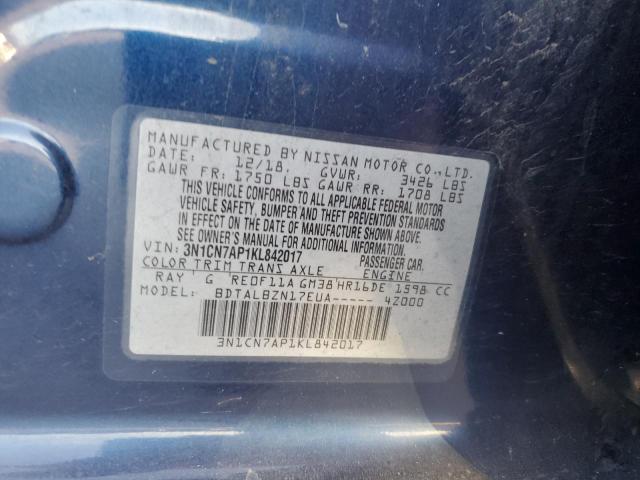 MANUFACTURED BY NISSAN MOTOR CO.,LTD.
DATE: 12/18 GVWR: 3426 LBS
GAWR FR: 1750 LBS GAWR RR: 1708 LBS
THIS VEHICLE CONFORMS TO ALL APPLICABLE FEDERAL MOTOR
VEHICLE SAFETY, BUMPER AND THEFT PREVENTION STANDARDS
IN EFFECT ON THE DATE OF MANUFACTURE SHOWN ABOVE.
SEE OWNER'S MANUAL FOR ADDITIONAL INFORMATION.
VIN: 3N1CN7AP1KL842017 PASSENGER CAR.
COLOR TRIM TRANS AXLE ENGINE
RAY G RE0F11A GM38 HR16DE 1598 CC
BDTALBZN17EUA----- 4Z000
3N1CN7AP1KL842017